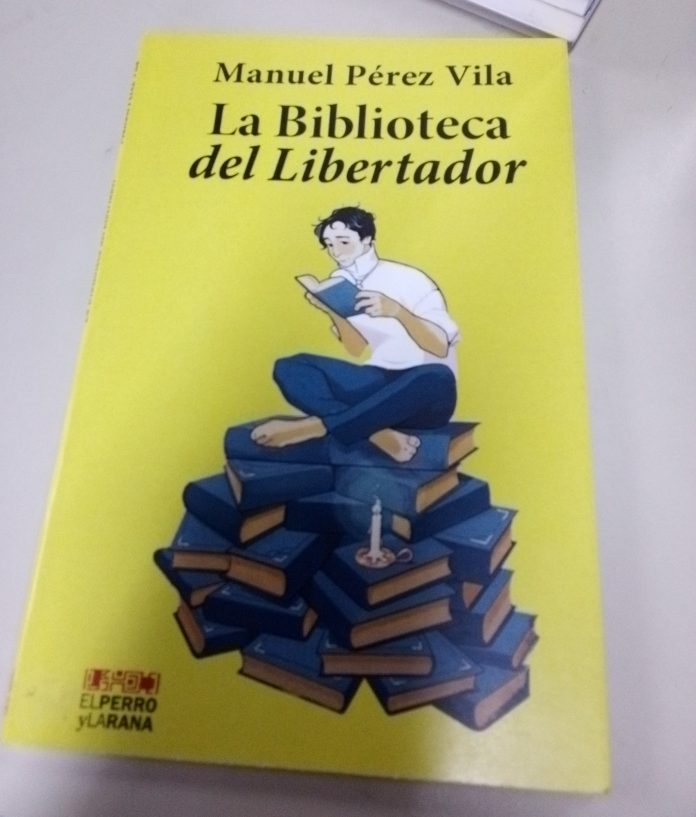 Manuel Pérez Vila
La Biblioteca
del Libertador
EL PERRO
y LA RANA